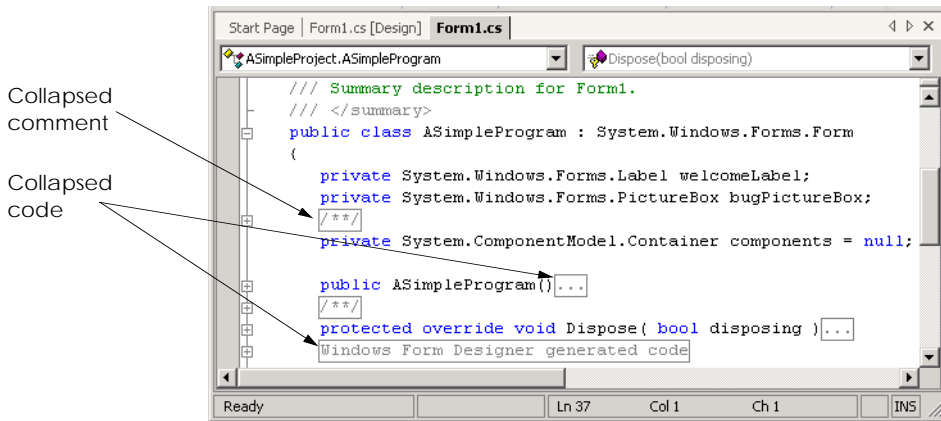 Start Page Form1.cs [Design] Form1.cs
ASimpleProject.ASimpleProgram Dispose(bool disposing)
/// Summary description for Form1.
/// </summary>
public class ASimpleProgram : System.Windows.Forms.Form
{
private System.Windows.Forms.Label welcomeLabel;
private System.Windows.Forms.PictureBox bugPictureBox;
/**/
private System.ComponentModel.Container components = null;
public ASimpleProgram()...
/**/
protected override void Dispose( bool disposing )...
Windows Form Designer generated code
Ready Ln 37 Col 1 Ch 1 INS
Collapsed
comment
Collapsed
code